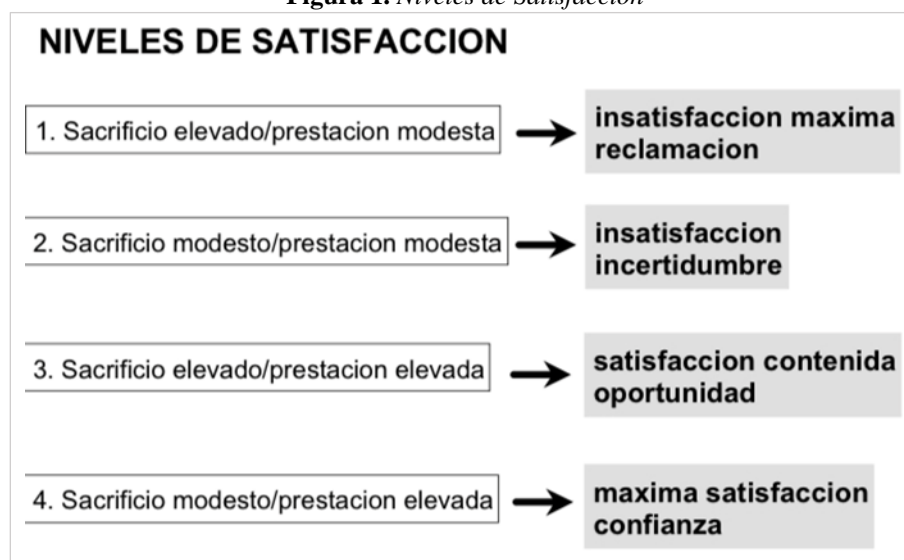 Figura 1. Niveles de Satisfacción
NIVELES DE SATISFACCION
1. Sacrificio elevado/prestacion modesta
insatisfaccion maxima
reclamacion
2. Sacrificio modesto/prestacion modesta
insatisfaccion
incertidumbre
3. Sacrificio elevado/prestacion elevada
satisfaccion contenida
oportunidad
4. Sacrificio modesto/prestacion elevada
maxima satisfaccion
confianza